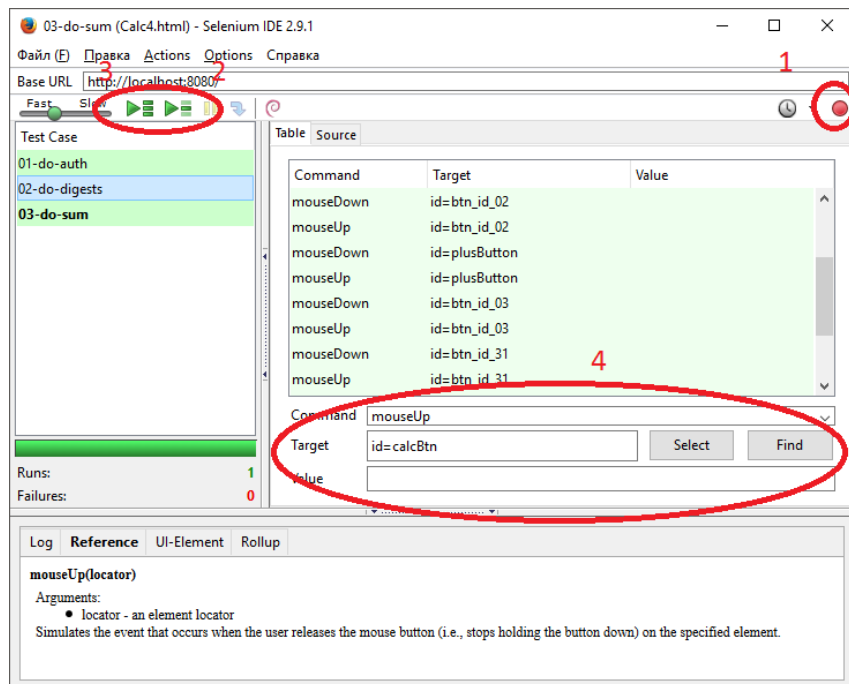 03-do-sum (Calc4.html) - Selenium IDE 2.9.1
Файл (F) Правка Actions Options Справка
3 2 1
Base URL http://localhost:8080/
Fast Slow
Test Case
Table Source
01-do-auth
02-do-digests
03-do-sum
Command Target Value
mouseDown id=btn_id_02
mouseUp id=btn_id_02
mouseDown id=plusButton
mouseUp id=plusButton
mouseDown id=btn_id_03
mouseUp id=btn_id_03
mouseDown id=btn_id_31
mouseUp id=btn_id_31
4
Command mouseUp
Target id=calcBtn Select Find
Value
Runs: 1
Failures: 0
Log Reference UI-Element Rollup
mouseUp(locator)
Arguments:
● locator - an element locator
Simulates the event that occurs when the user releases the mouse button (i.e., stops holding the button down) on the specified element.